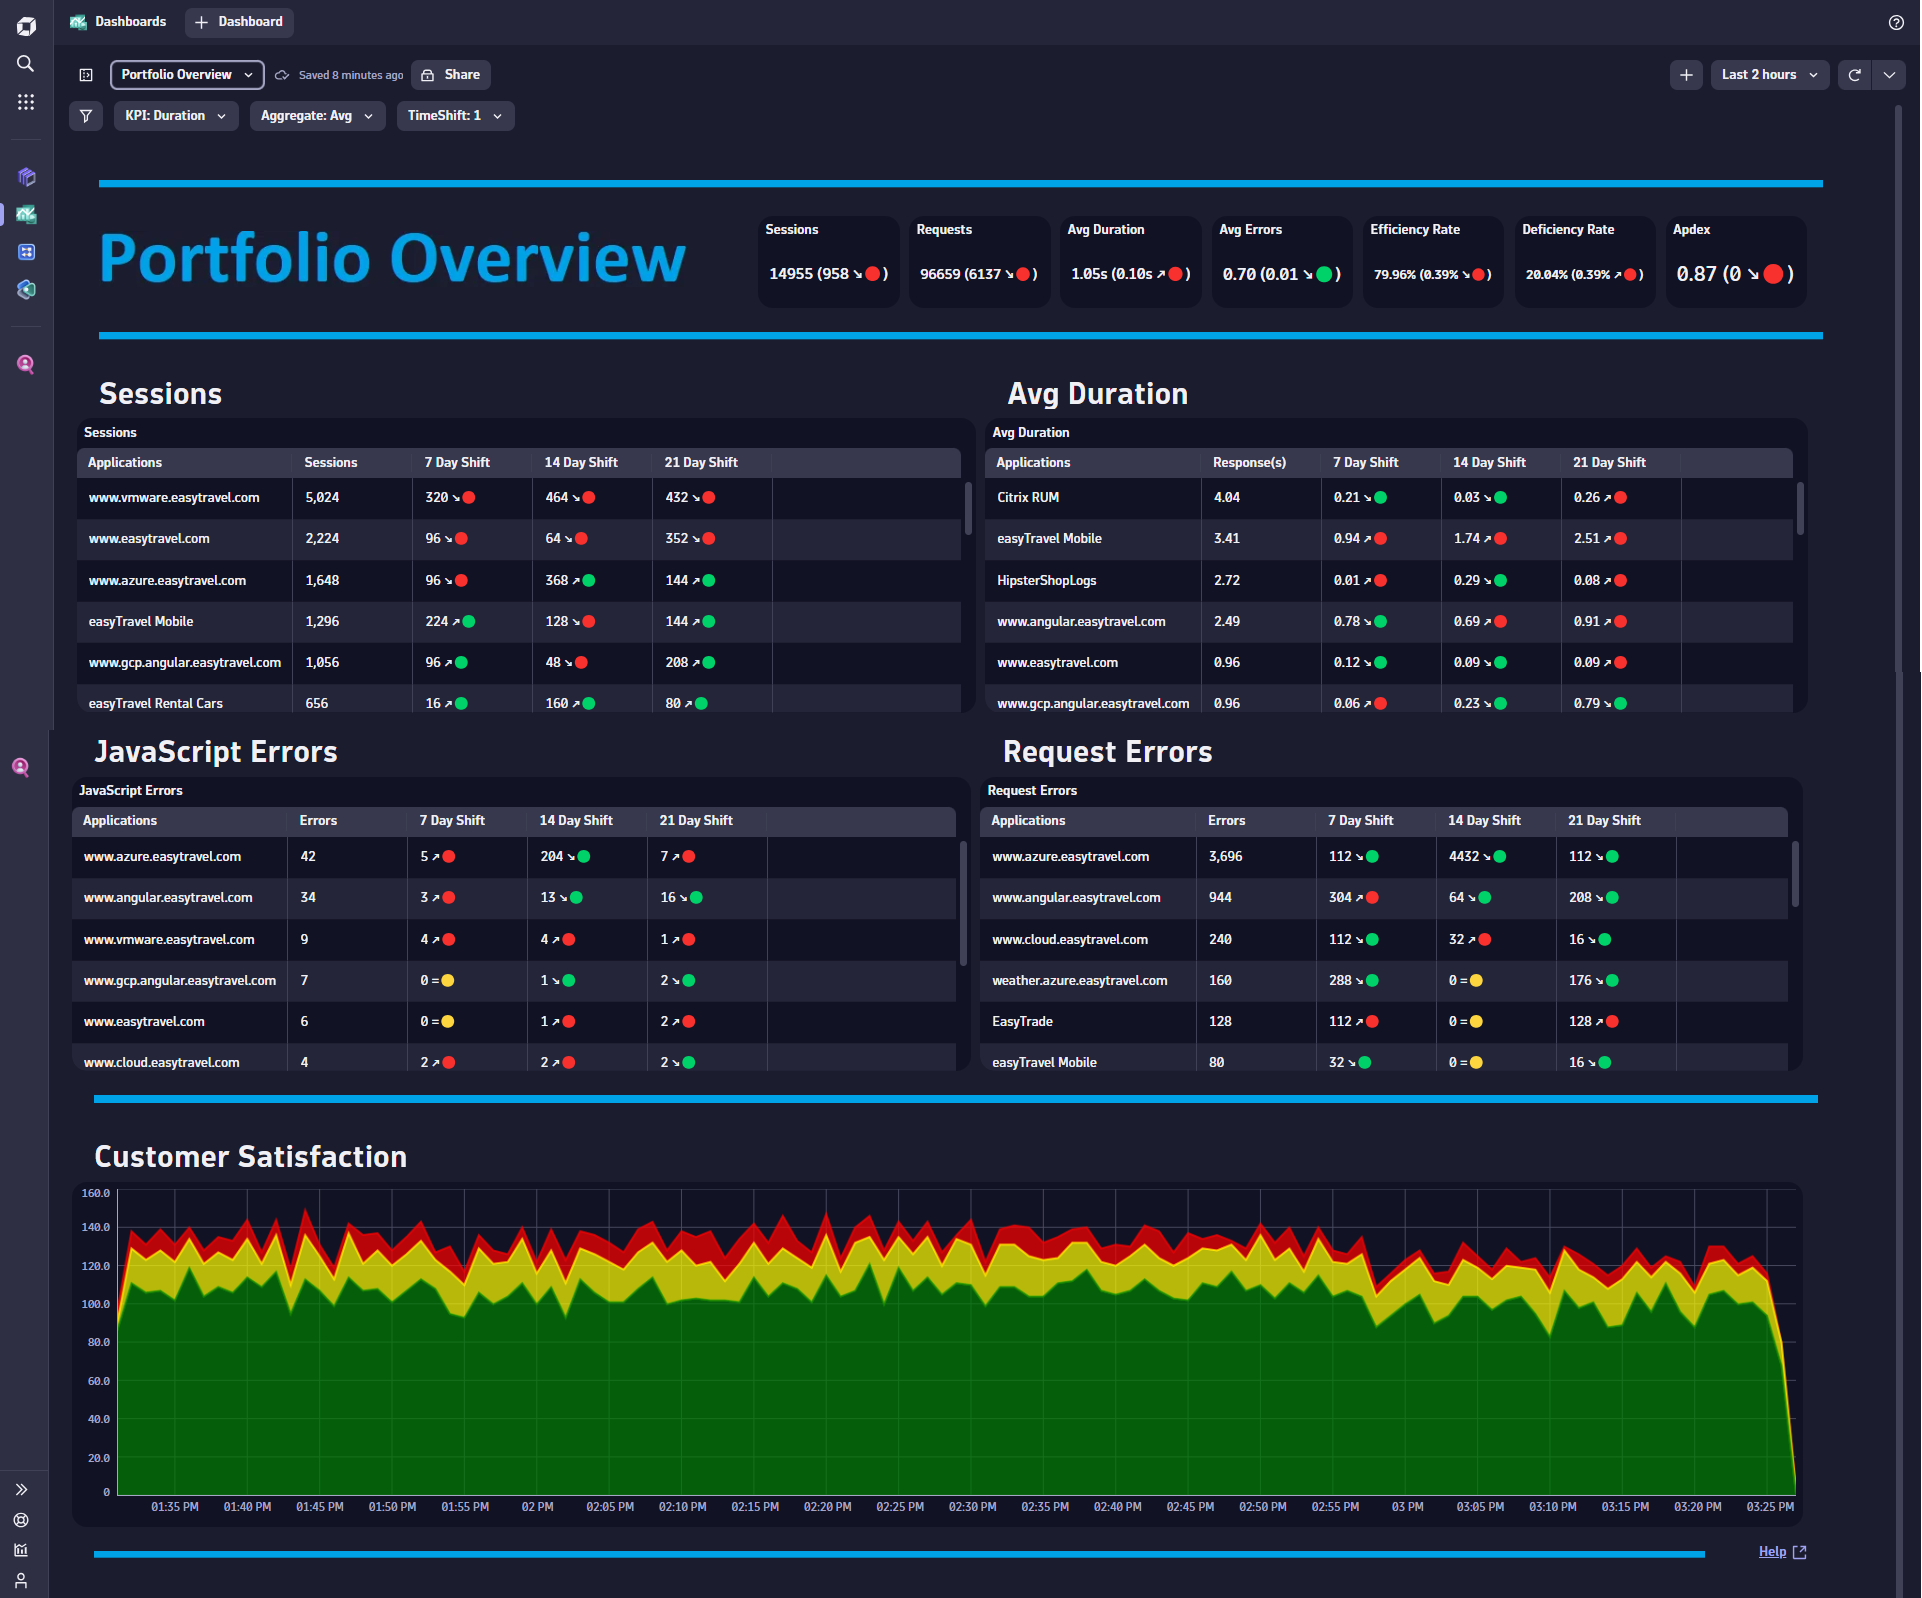 Dashboards
Dashboard
Portfolio Overview
Saved 8 minutes ago
Share
Last 2 hours
KPI: Duration
Aggregate: Avg
TimeShift: 1
Portfolio Overview
Sessions
14955 (958 ↘ )
Requests
96659 (6137 ↘ )
Avg Duration
1.05s (0.10s ↗ )
Avg Errors
0.70 (0.01 ↘ )
Efficiency Rate
79.96% (0.39% ↘ )
Deficiency Rate
20.04% (0.39% ↗ )
Apdex
0.87 (0 ↘ )
Sessions
Sessions
Applications Sessions 7 Day Shift 14 Day Shift 21 Day Shift
www.vmware.easytravel.com 5,024 320 ↘ 464 ↘ 432 ↘
www.easytravel.com 2,224 96 ↘ 64 ↘ 352 ↘
www.azure.easytravel.com 1,648 96 ↘ 368 ↗ 144 ↗
easyTravel Mobile 1,296 224 ↗ 128 ↘ 144 ↗
www.gcp.angular.easytravel.com 1,056 96 ↗ 48 ↘ 208 ↗
easyTravel Rental Cars 656 16 ↗ 160 ↗ 80 ↗
Avg Duration
Avg Duration
Applications Response(s) 7 Day Shift 14 Day Shift 21 Day Shift
Citrix RUM 4.04 0.21 ↘ 0.03 ↘ 0.26 ↗
easyTravel Mobile 3.41 0.94 ↗ 1.74 ↗ 2.51 ↗
HipsterShopLogs 2.72 0.01 ↗ 0.29 ↘ 0.08 ↗
www.angular.easytravel.com 2.49 0.78 ↘ 0.69 ↗ 0.91 ↗
www.easytravel.com 0.96 0.12 ↘ 0.09 ↘ 0.09 ↗
www.gcp.angular.easytravel.com 0.96 0.06 ↗ 0.23 ↘ 0.79 ↘
JavaScript Errors
JavaScript Errors
Applications Errors 7 Day Shift 14 Day Shift 21 Day Shift
www.azure.easytravel.com 42 5 ↗ 204 ↘ 7 ↗
www.angular.easytravel.com 34 3 ↗ 13 ↘ 16 ↘
www.vmware.easytravel.com 9 4 ↗ 4 ↗ 1 ↗
www.gcp.angular.easytravel.com 7 0 = 1 ↘ 2 ↘
www.easytravel.com 6 0 = 1 ↗ 2 ↗
www.cloud.easytravel.com 4 2 ↗ 2 ↗ 2 ↘
Request Errors
Request Errors
Applications Errors 7 Day Shift 14 Day Shift 21 Day Shift
www.azure.easytravel.com 3,696 112 ↘ 4432 ↘ 112 ↘
www.angular.easytravel.com 944 304 ↗ 64 ↘ 208 ↘
www.cloud.easytravel.com 240 112 ↘ 32 ↗ 16 ↘
weather.azure.easytravel.com 160 288 ↘ 0 = 176 ↘
EasyTrade 128 112 ↗ 0 = 128 ↗
easyTravel Mobile 80 32 ↘ 0 = 16 ↘
Customer Satisfaction
160.0
140.0
120.0
100.0
80.0
60.0
40.0
20.0
0
01:35 PM 01:40 PM 01:45 PM 01:50 PM 01:55 PM 02 PM 02:05 PM 02:10 PM 02:15 PM 02:20 PM 02:25 PM 02:30 PM 02:35 PM 02:40 PM 02:45 PM 02:50 PM 02:55 PM 03 PM 03:05 PM 03:10 PM 03:15 PM 03:20 PM 03:25 PM
Help